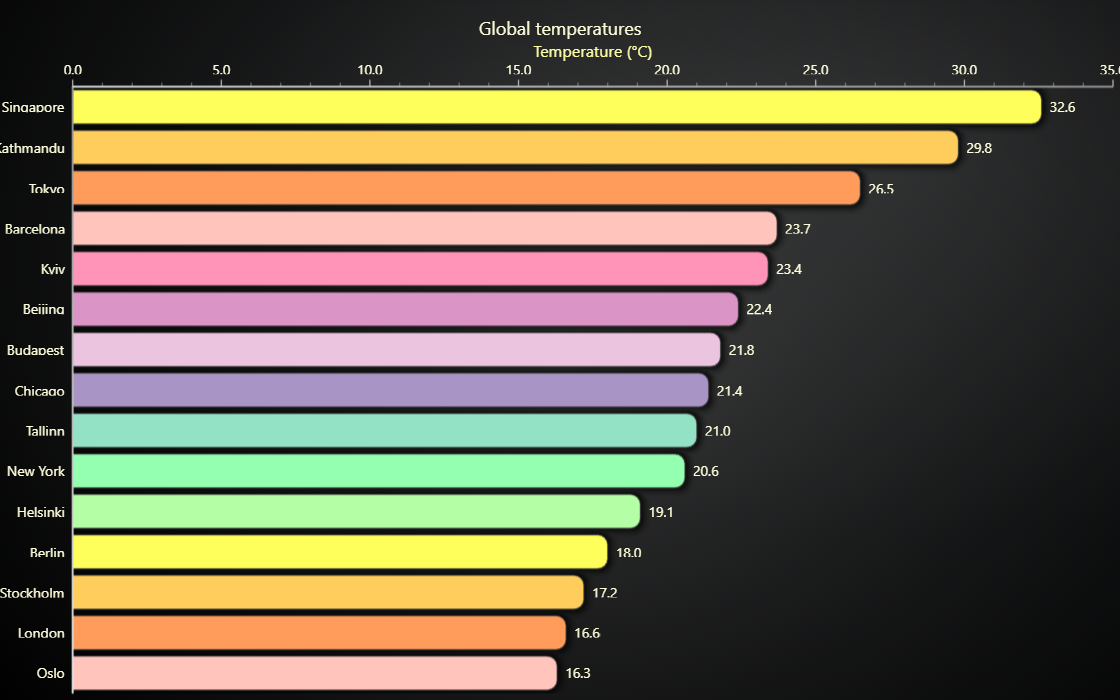 Global temperatures
Temperature (°C)
0.0 5.0 10.0 15.0 20.0 25.0 30.0 35.0
Singapore 32.6
Kathmandu 29.8
Tokyo 26.5
Barcelona 23.7
Kyiv 23.4
Beijing 22.4
Budapest 21.8
Chicago 21.4
Tallinn 21.0
New York 20.6
Helsinki 19.1
Berlin 18.0
Stockholm 17.2
London 16.6
Oslo 16.3